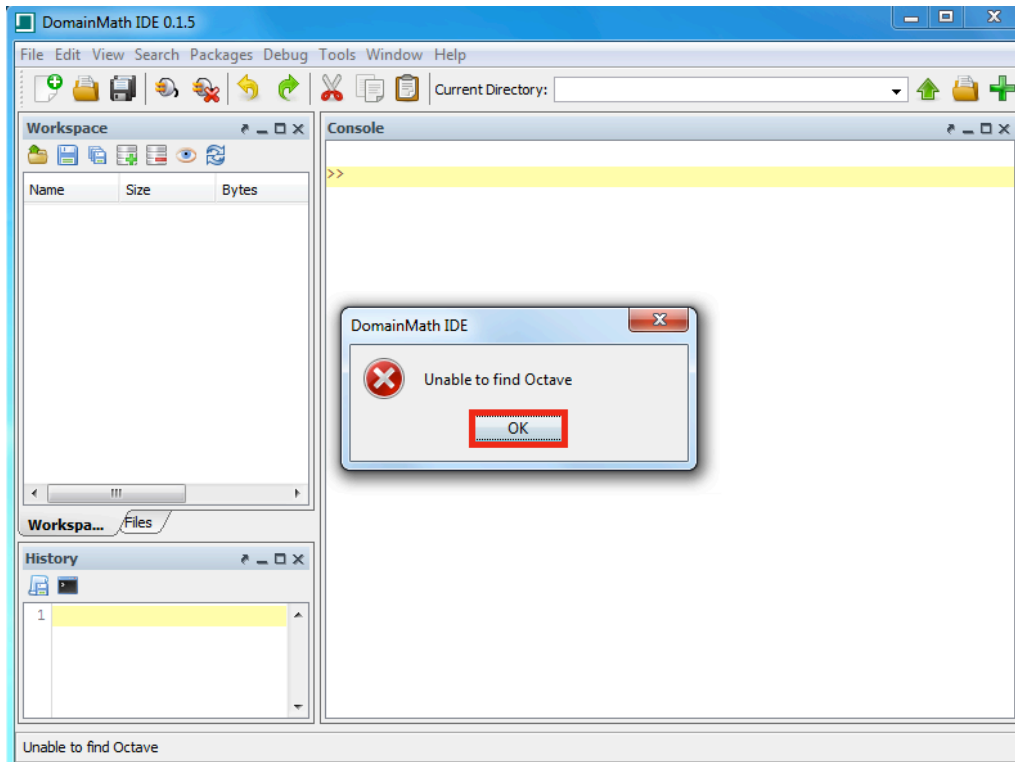 DomainMath IDE 0.1.5
File Edit View Search Packages Debug Tools Window Help
Current Directory:
Workspace
Name Size Bytes
Workspa... Files
History
1
Console
>>
DomainMath IDE
Unable to find Octave
OK
Unable to find Octave